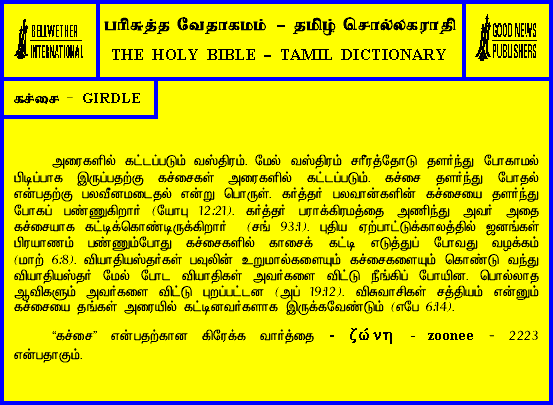 BELLWETHER
INTERNATIONAL
பரிசுத்த வேதாகமம் - தமிழ் சொல்லகராதி
THE HOLY BIBLE - TAMIL DICTIONARY
GOOD NEWS
PUBLISHERS
கச்சை - GIRDLE
அரைகளில் கட்டப்படும் வஸ்திரம். மேல் வஸ்திரம் சரீரத்தோடு தளர்ந்து போகாமல்
பிடிப்பாக இருப்பதற்கு கச்சைகள் அரைகளில் கட்டப்படும். கச்சை தளர்ந்து போதல்
என்பதற்கு பலவீனமடைதல் என்று பொருள். கர்த்தர் பலவான்களின் கச்சையை தளர்ந்து
போகப் பண்ணுகிறார் (யோபு 12:21). கர்த்தர் பராக்கிரமத்தை அணிந்து அவர் அதை
கச்சையாக கட்டிக்கொண்டிருக்கிறார் (சங் 93:1). புதிய ஏற்பாட்டுக்காலத்தில் ஜனங்கள்
பிரயாணம் பண்ணும்போது கச்சைகளில் காசைக் கட்டி எடுத்துப் போவது வழக்கம்
(மாற் 6:8). வியாதியஸ்தர்கள் பவுலின் உறுமால்களையும் கச்சைகளையும் கொண்டு வந்து
வியாதியஸ்தர் மேல் போட வியாதிகள் அவர்களை விட்டு நீங்கிப் போயின. பொல்லாத
ஆவிகளும் அவர்களை விட்டு புறப்பட்டன (அப் 19:12). விசுவாசிகள் சத்தியம் என்னும்
கச்சையை தங்கள் அரையில் கட்டினவர்களாக இருக்கவேண்டும் (எபே 6:14).
“கச்சை” என்பதற்கான கிரேக்க வார்த்தை - ζώνη - zoonee - 2223
என்பதாகும்.